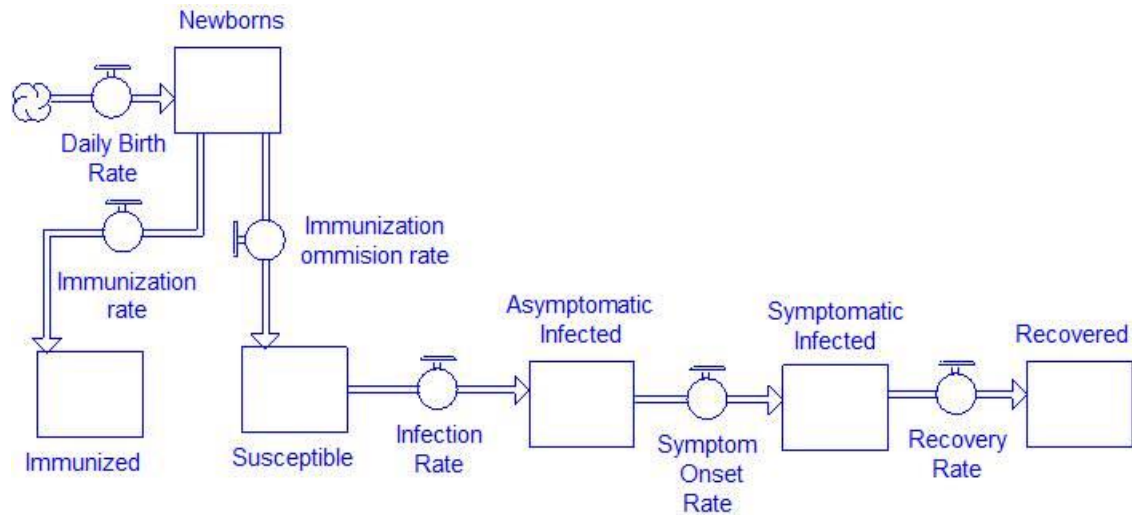 Newborns
Daily Birth
Rate
Immunization
ommision rate
Immunization
rate
Asymptomatic
Infected
Symptomatic
Infected
Recovered
Immunized
Susceptible
Infection
Rate
Symptom
Onset
Rate
Recovery
Rate